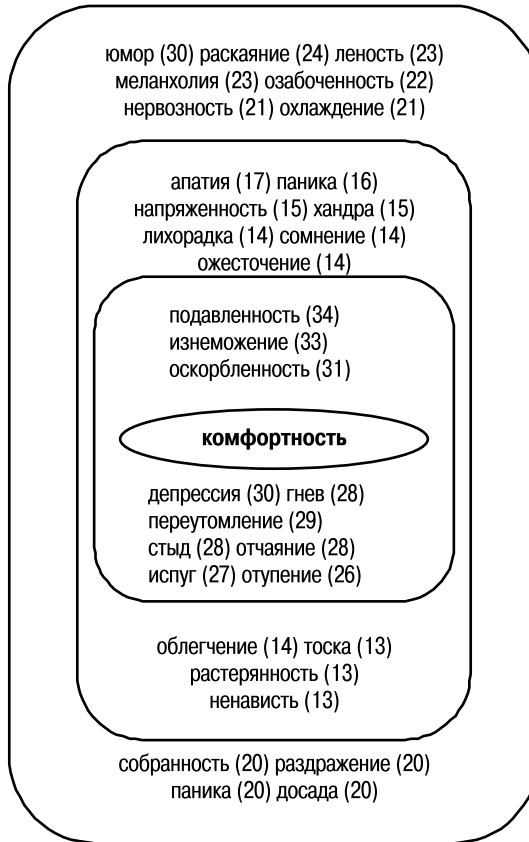 юмор (30) раскаяние (24) леность (23)
меланхолия (23) озабоченность (22)
нервозность (21) охлаждение (21)
апатия (17) паника (16)
напряженность (15) хандра (15)
лихорадка (14) сомнение (14)
ожесточение (14)
подавленность (34)
изнеможение (33)
оскорбленность (31)
комфортность
депрессия (30) гнев (28)
переутомление (29)
стыд (28) отчаяние (28)
испуг (27) отупение (26)
облегчение (14) тоска (13)
растерянность (13)
ненависть (13)
собранность (20) раздражение (20)
паника (20) досада (20)